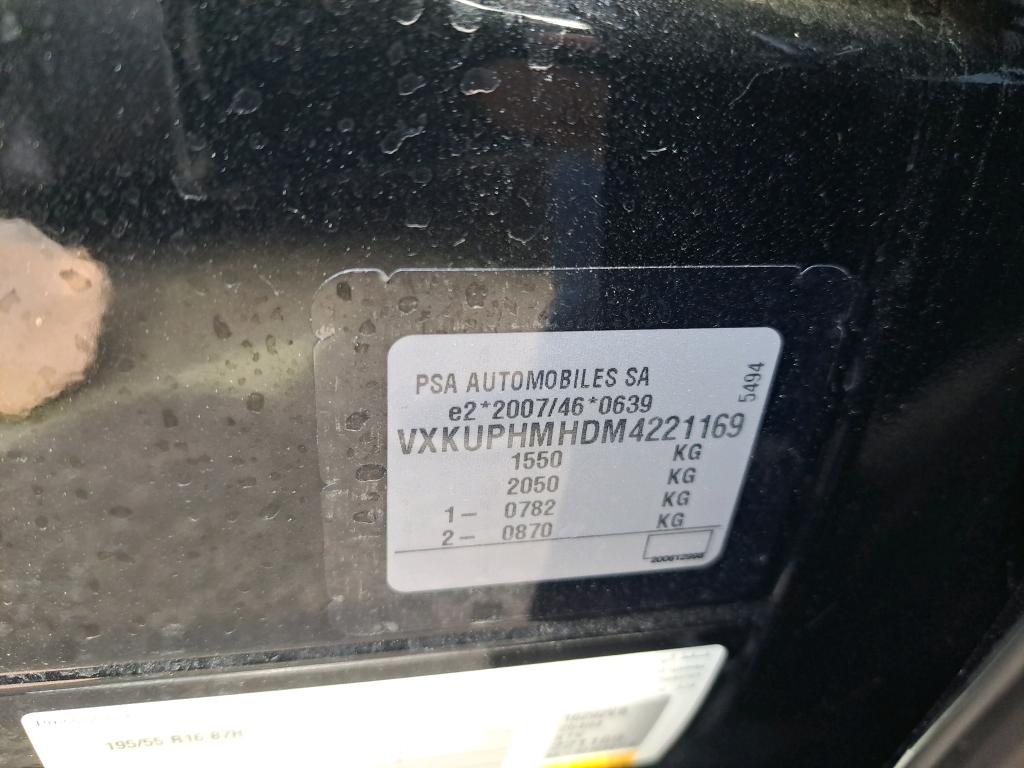 PSA AUTOMOBILES SA
e2*2007/46*0639
VXKUPHMHDM4221169
1550 KG
2050 KG
1- 0782 KG
2- 0870 KG
5494
195/55 R16 87H